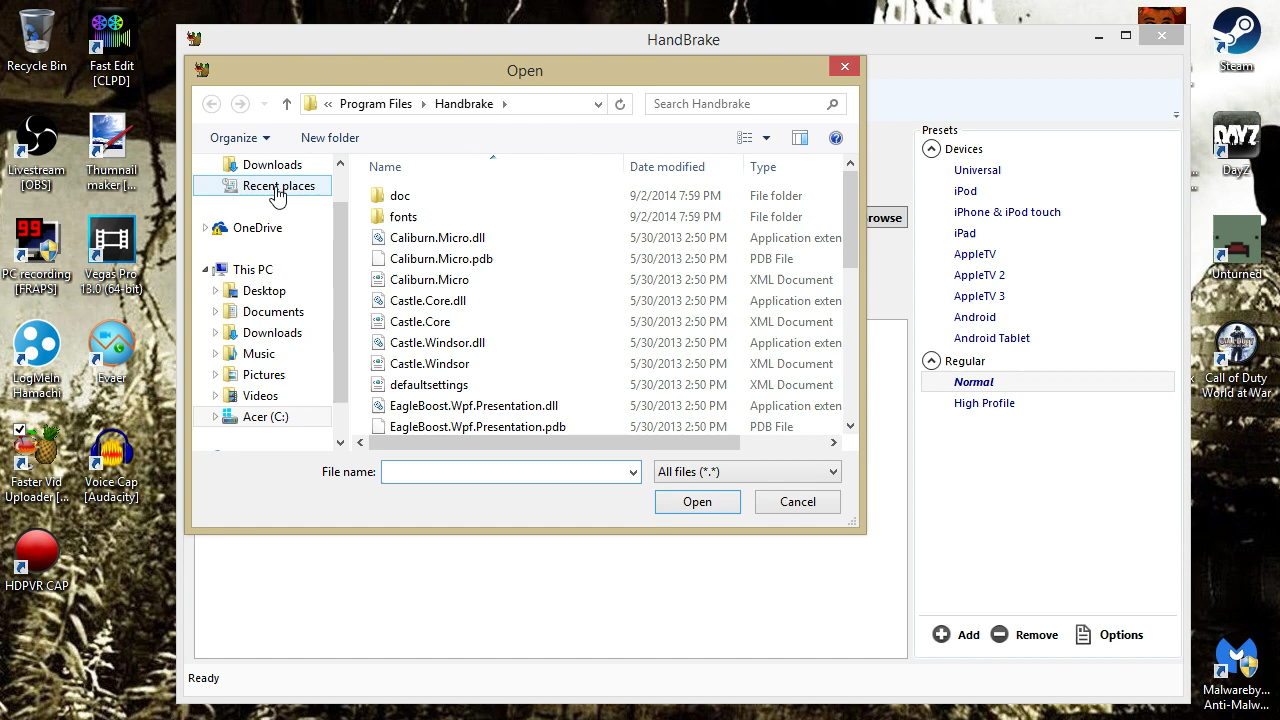 Recycle Bin
Fast Edit
[CLPD]
Livestream
[OBS]
Thumnail
maker [...
PC recording
[FRAPS]
Vegas Pro
13.0 (64-bit)
LogMeIn
Hamachi
Evaer
Faster Vid
Uploader [...
Voice Cap
[Audacity]
HDPVR CAP
HandBrake
Open
« Program Files
Handbrake
Search Handbrake
Organize
New folder
Downloads
Recent places
OneDrive
This PC
Desktop
Documents
Downloads
Music
Pictures
Videos
Acer (C:)
Name Date modified Type
doc 9/2/2014 7:59 PM File folder
fonts 9/2/2014 7:59 PM File folder
Caliburn.Micro.dll 5/30/2013 2:50 PM Application exten
Caliburn.Micro.pdb 5/30/2013 2:50 PM PDB File
Caliburn.Micro 5/30/2013 2:50 PM XML Document
Castle.Core.dll 5/30/2013 2:50 PM Application exten
Castle.Core 5/30/2013 2:50 PM XML Document
Castle.Windsor.dll 5/30/2013 2:50 PM Application exten
Castle.Windsor 5/30/2013 2:50 PM XML Document
defaultsettings 5/30/2013 2:50 PM XML Document
EagleBoost.Wpf.Presentation.dll 5/30/2013 2:50 PM Application exten
EagleBoost.Wpf.Presentation.pdb 5/30/2013 2:50 PM PDB File
File name:
All files (*.*)
Open
Cancel
rowse
Presets
Devices
Universal
iPod
iPhone & iPod touch
iPad
AppleTV
AppleTV 2
AppleTV 3
Android
Android Tablet
Regular
Normal
High Profile
Add
Remove
Options
Ready
Steam
DayZ
Unturned
Call of Duty
World at War
Malwareby...
Anti-Malw...